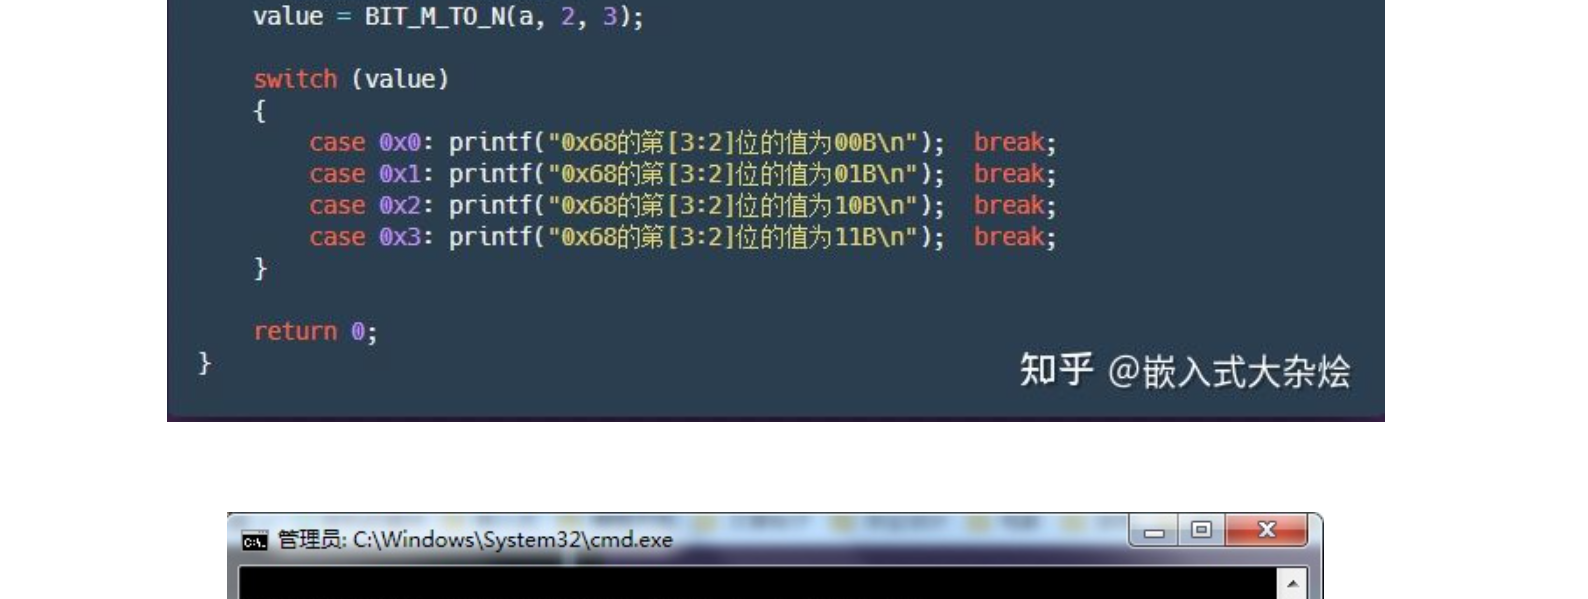 value = BIT_M_TO_N(a, 2, 3);
switch (value)
{
case 0x0: printf("0x68的第[3:2]位的值为00B\n"); break;
case 0x1: printf("0x68的第[3:2]位的值为01B\n"); break;
case 0x2: printf("0x68的第[3:2]位的值为10B\n"); break;
case 0x3: printf("0x68的第[3:2]位的值为11B\n"); break;
}
return 0;
}
知乎 @嵌入式大杂烩
C:\. 管理员: C:\Windows\System32\cmd.exe